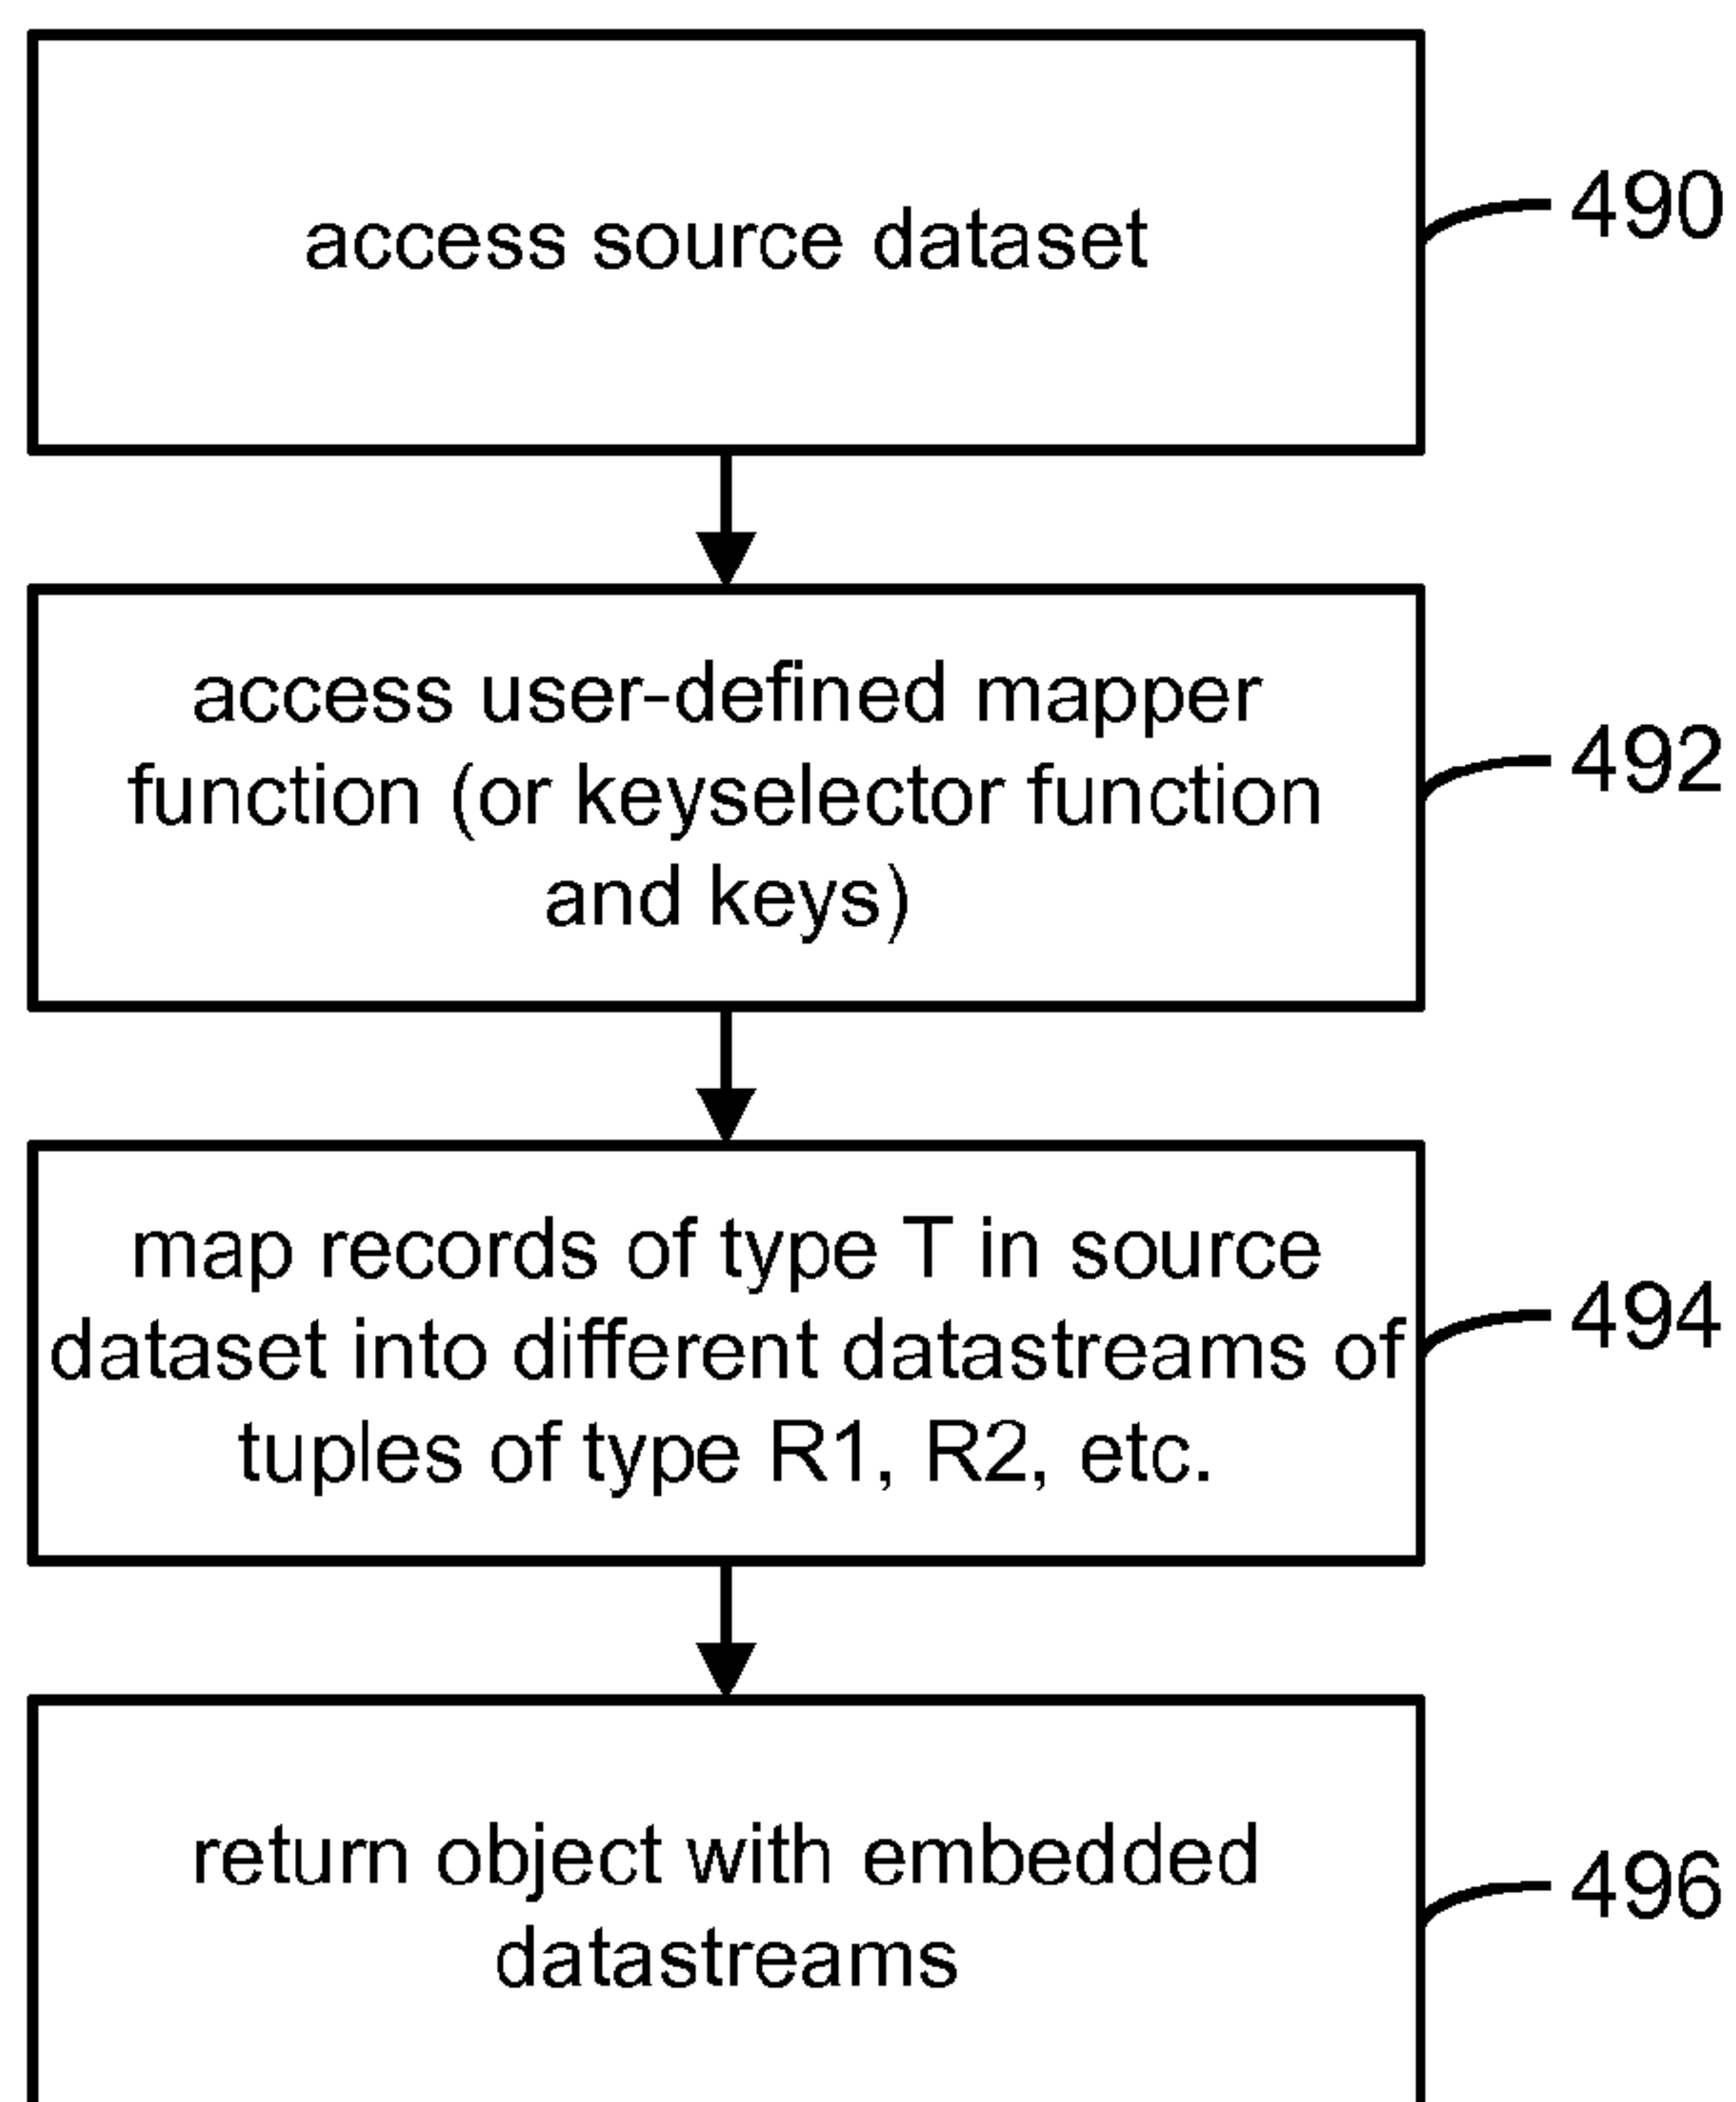 access source dataset
490
access user-defined mapper
function (or keyselector function
and keys)
492
map records of type T in source
dataset into different datastreams of
tuples of type R1, R2, etc.
494
return object with embedded
datastreams
496